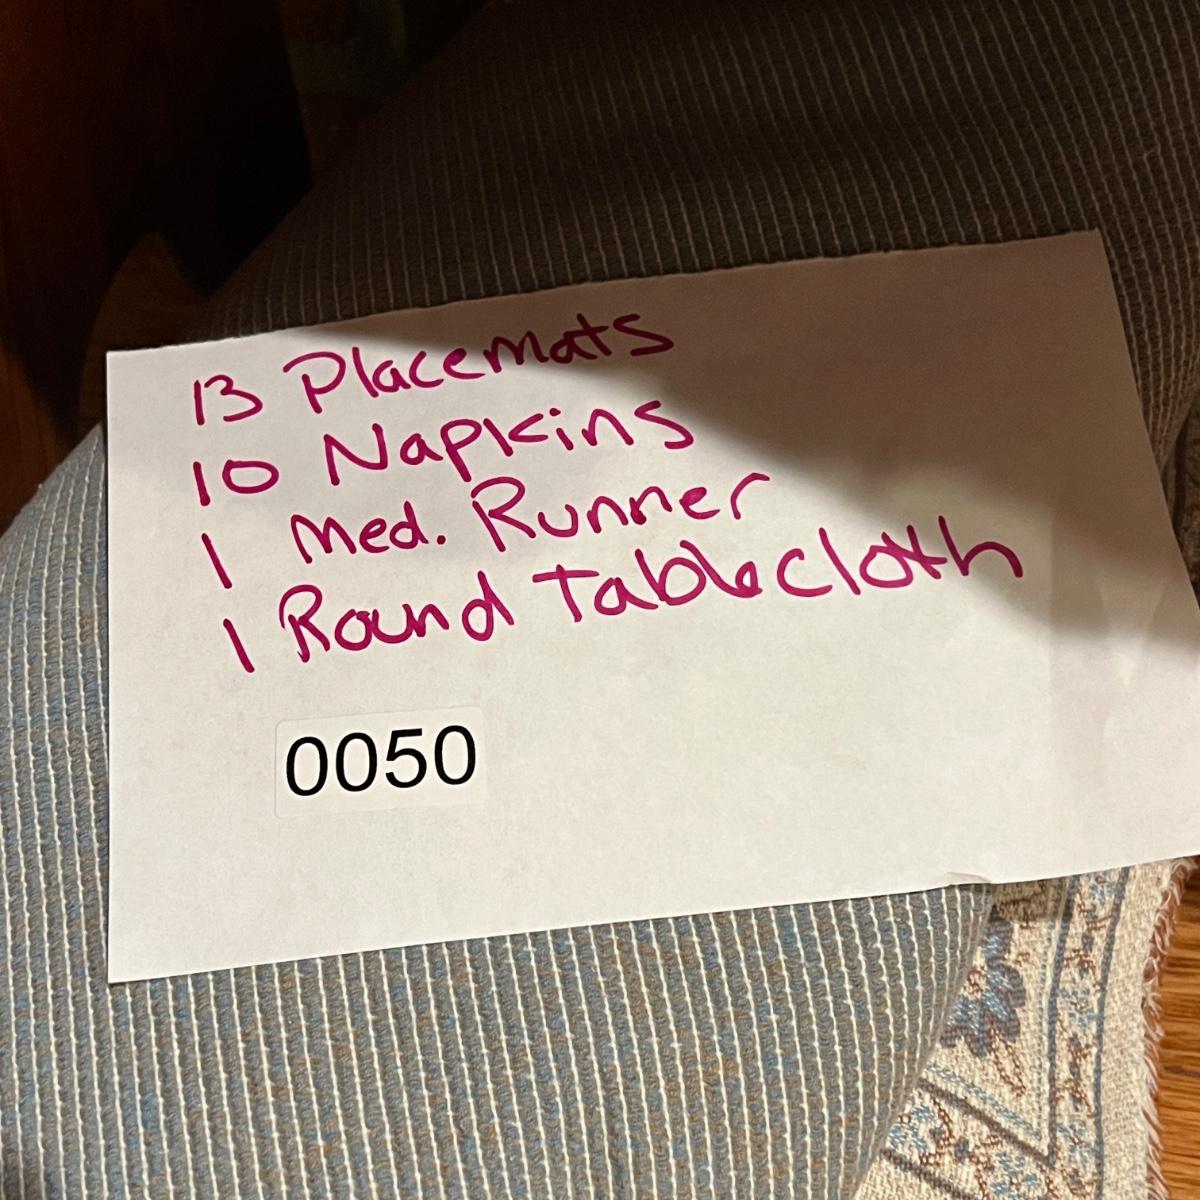 13 Placemats
10 Napkins
1 Med. Runner
1 Round Tablecloth
0050